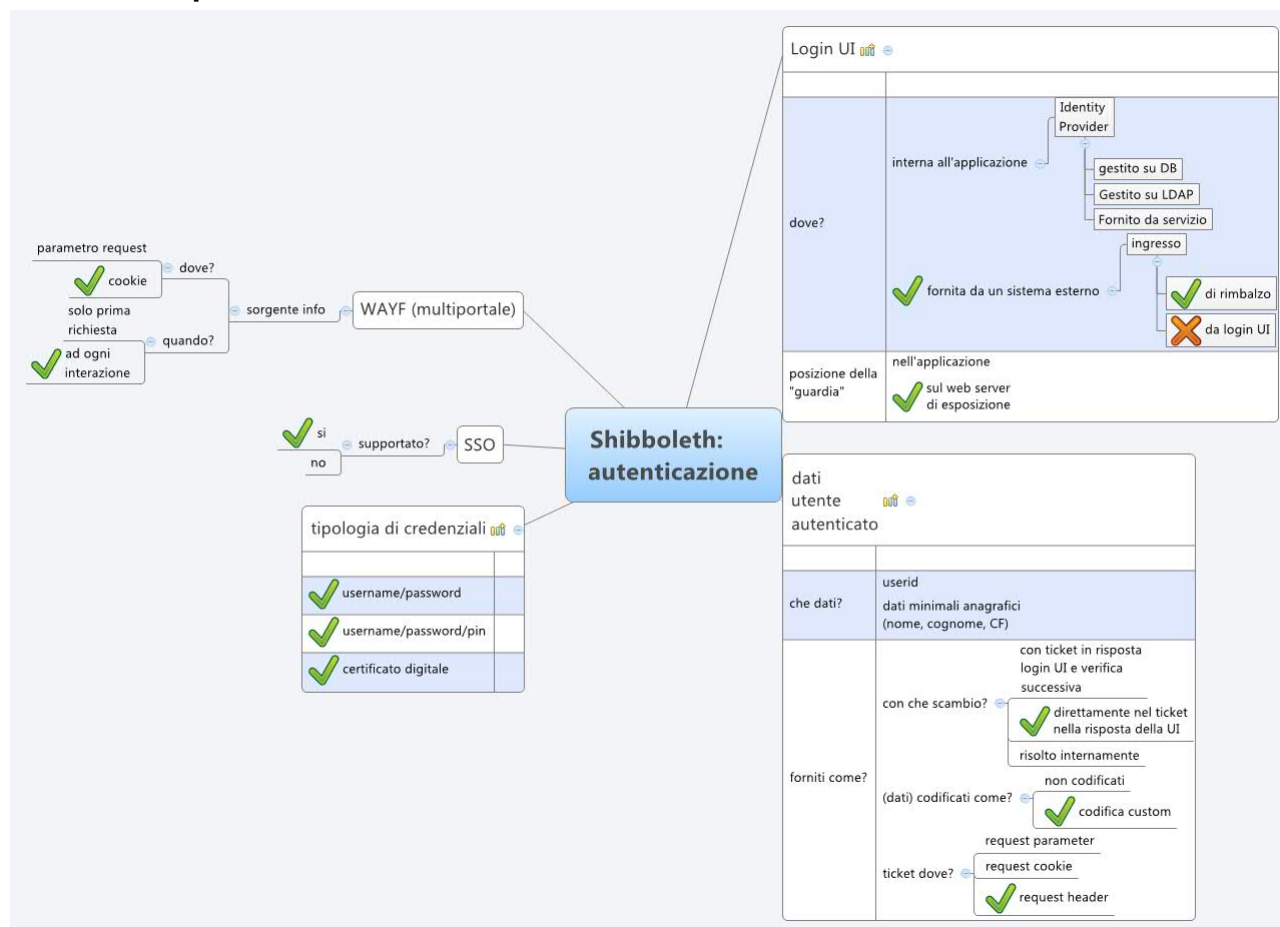 Login UI
dove?
interna all'applicazione
Identity
Provider
gestito su DB
Gestito su LDAP
Fornito da servizio
fornita da un sistema esterno
ingresso
di rimbalzo
da login UI
posizione della
"guardia"
nell'applicazione
sul web server
di esposizione
parametro request
cookie
dove?
solo prima
richiesta
ad ogni
interazione
quando?
sorgente info
WAYF (multiportale)
si
no
supportato?
SSO
Shibboleth:
autenticazione
tipologia di credenziali
username/password
username/password/pin
certificato digitale
dati
utente
autenticato
che dati?
userid
dati minimali anagrafici
(nome, cognome, CF)
forniti come?
con che scambio?
con ticket in risposta
login UI e verifica
successiva
direttamente nel ticket
nella risposta della UI
risolto internamente
(dati) codificati come?
non codificati
codifica custom
ticket dove?
request parameter
request cookie
request header